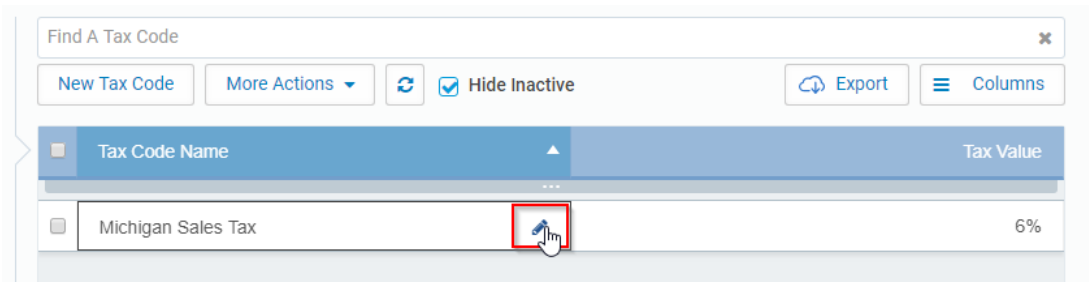 Find A Tax Code
New Tax Code More Actions Hide Inactive Export Columns
Tax Code Name Tax Value
Michigan Sales Tax 6%